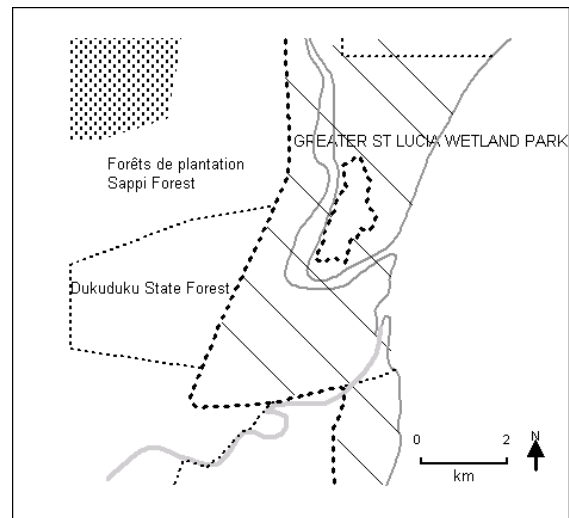 GREATER ST LUCIA WETLAND PARK
Forêts de plantation
Sappi Forest
Dukuduku State Forest
0 2 N
km